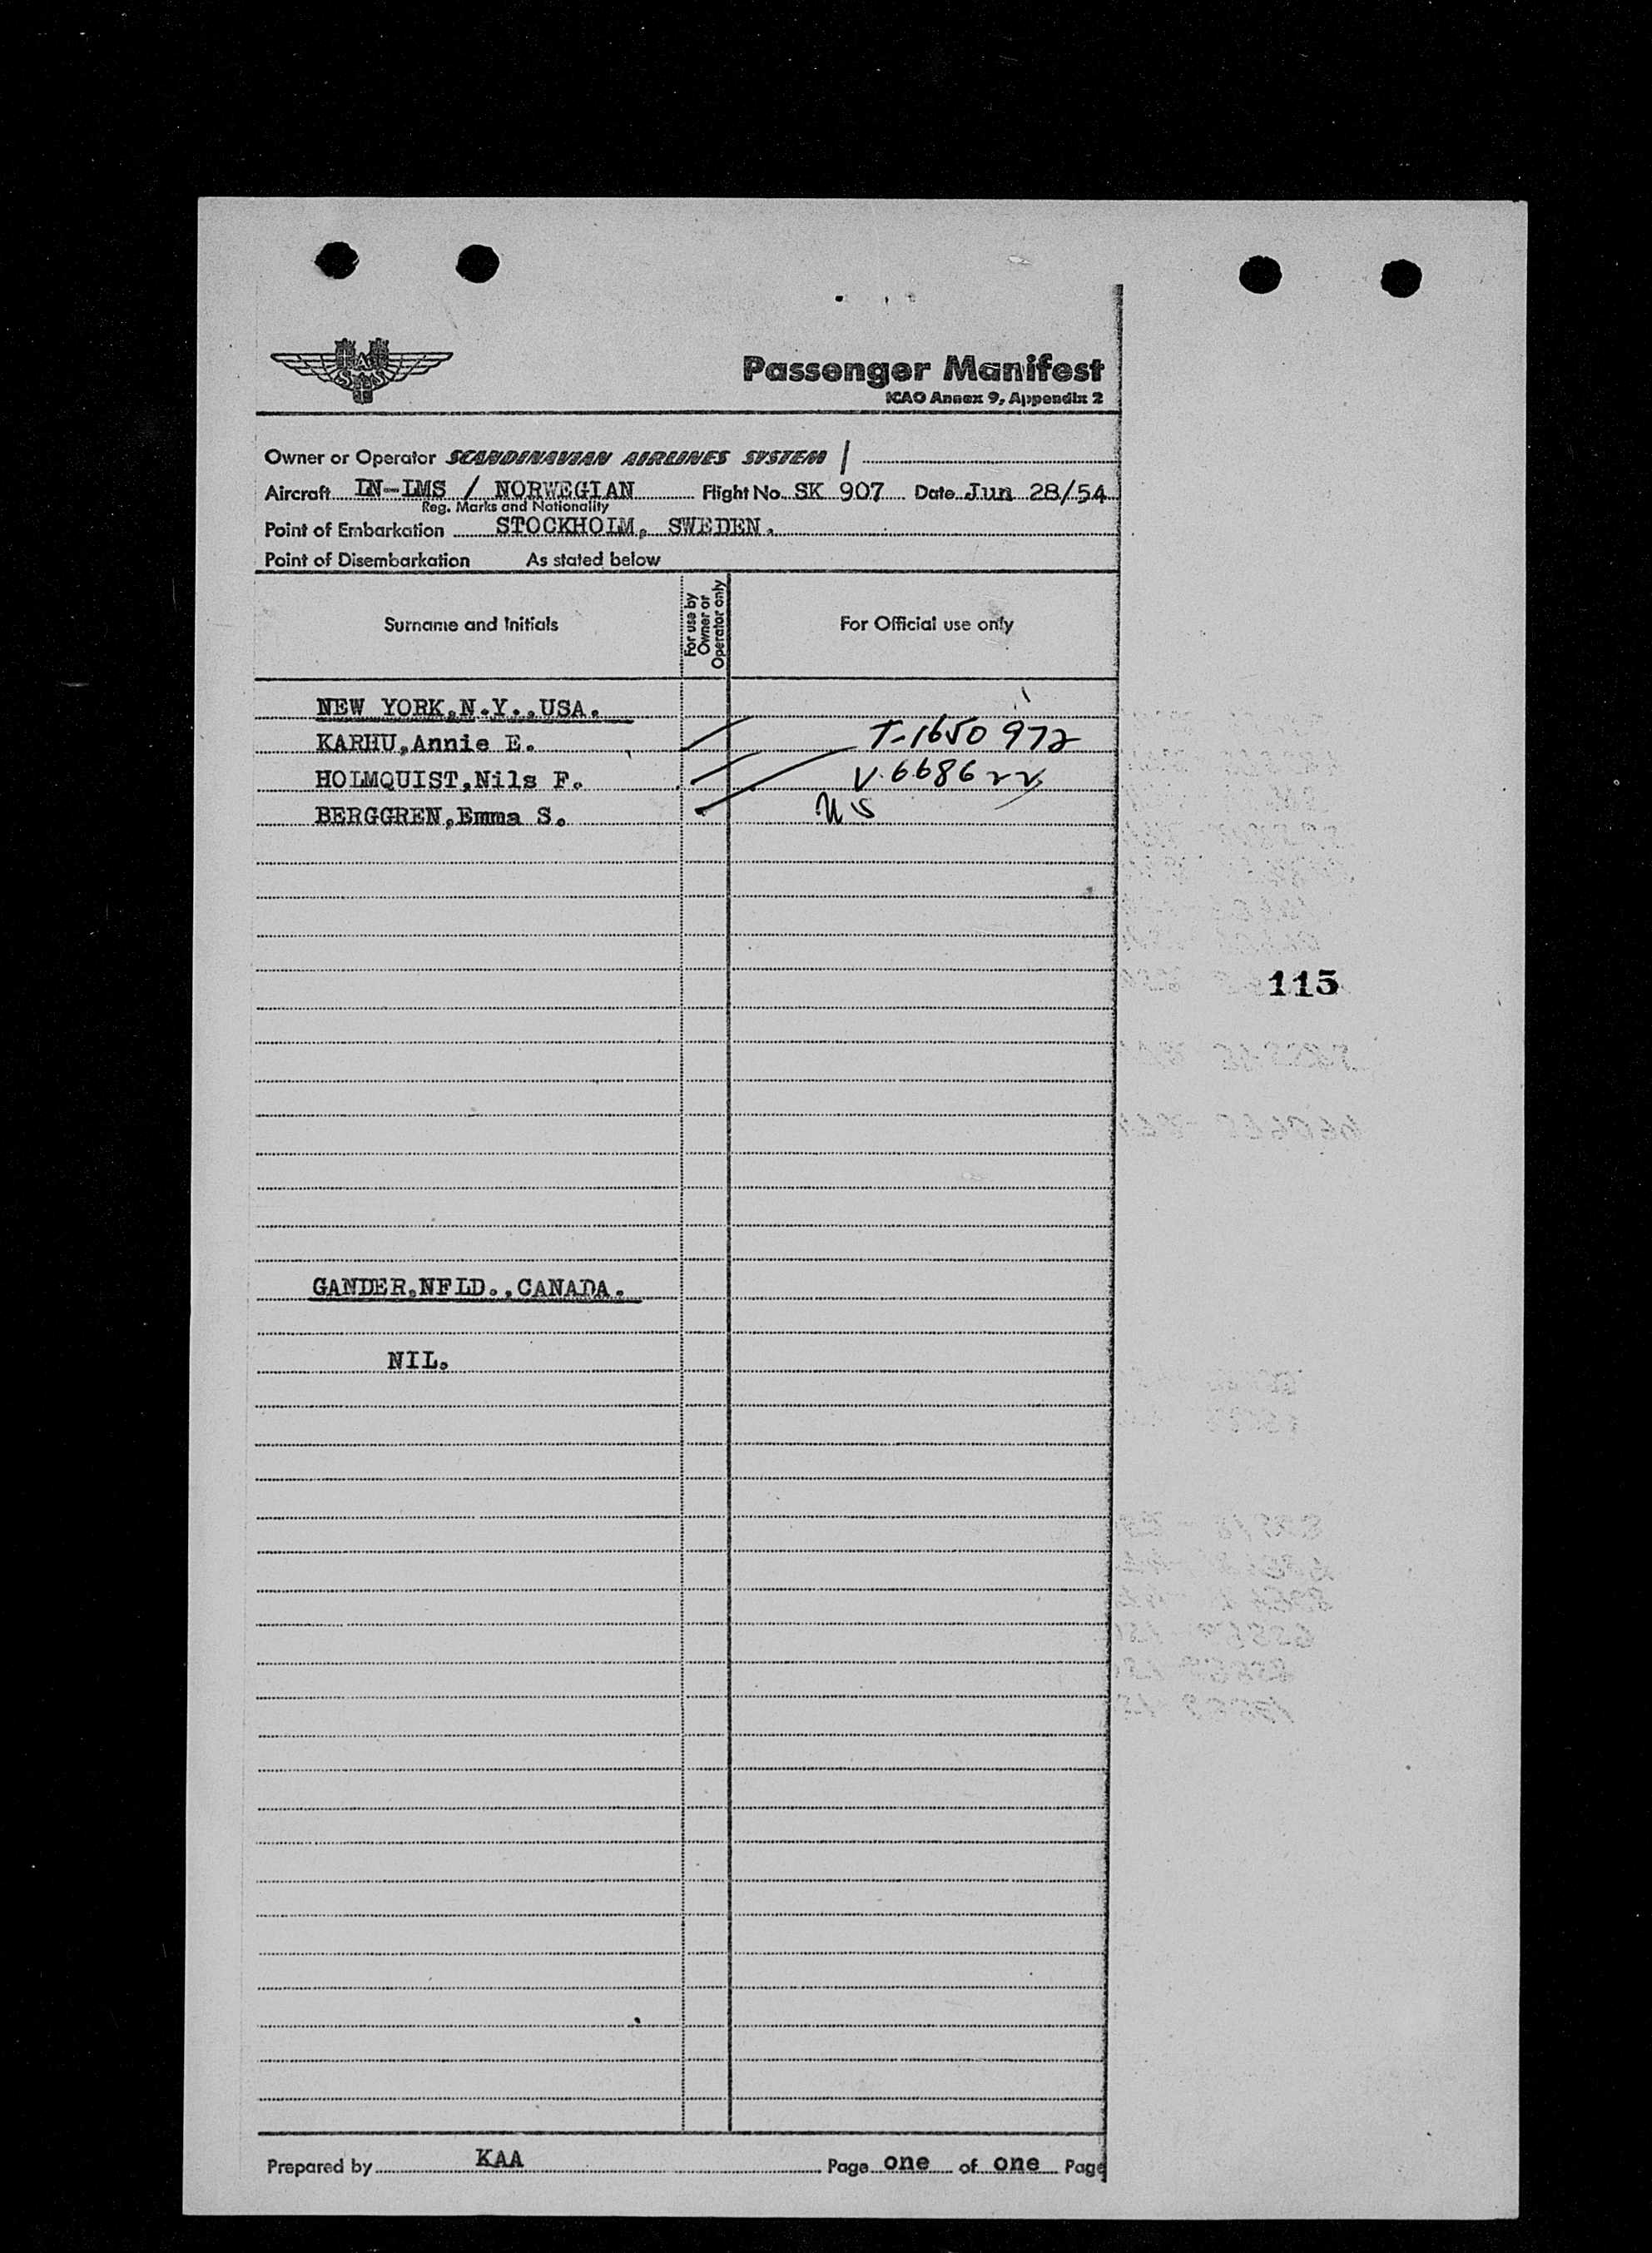 SAS
Passenger Manifest
ICAO Annex 9, Appendix 2
Owner or Operator SCANDINAVIAN AIRLINES SYSTEM /
Aircraft LN-LMS / NORWEGIAN Flight No. SK 907 Date Jun 28/54
Reg. Marks and Nationality
Point of Embarkation STOCKHOLM, SWEDEN.
Point of Disembarkation As stated below
Surname and Initials For use by Owner or Operator only For Official use only
NEW YORK,N.Y.,USA.
KARHU,Annie E. T-1650972
HOLMQUIST,Nils F. V.668622
BERGGREN,Emma S. US
115
GANDER,NFLD.,CANADA.
NIL.
Prepared by KAA Page one of one Page